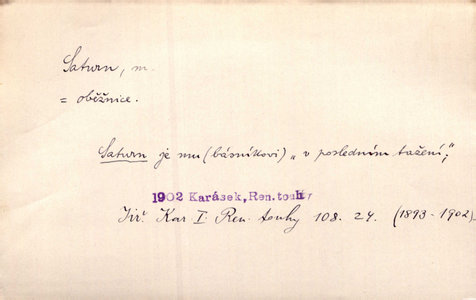 Saturn, m.
= oběžnice.
Saturn je mu (básníkovi) „v posledním tažení“;
1902 Karásek, Ren.touhy
Jiř. Kar I Ren. touhy 108. 24. (1893-1902)